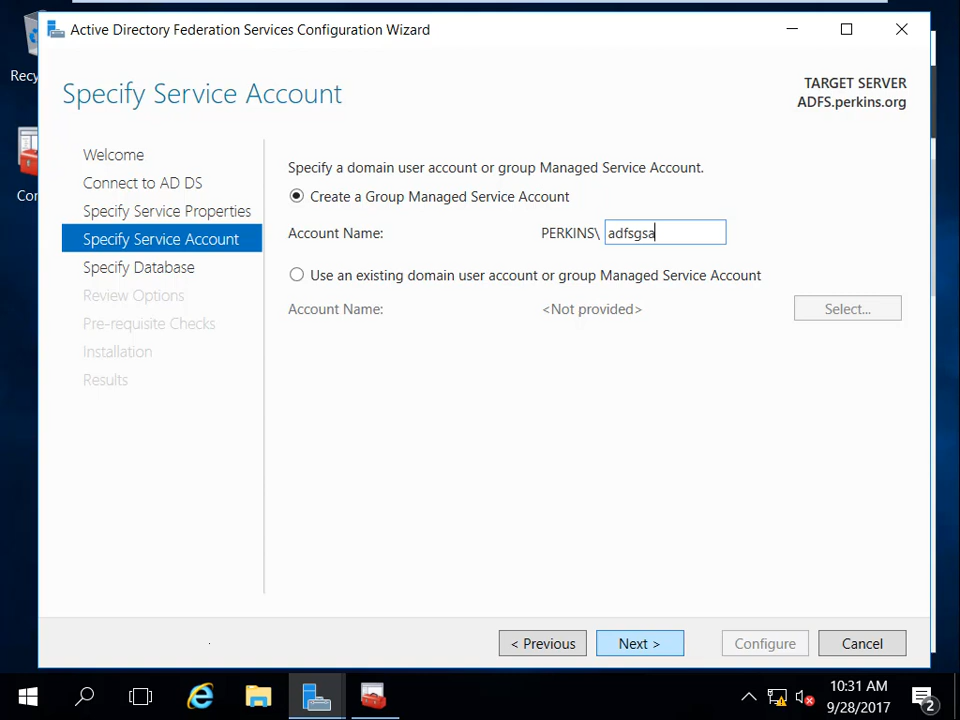 Active Directory Federation Services Configuration Wizard
Specify Service Account
TARGET SERVER
ADFS.perkins.org
Welcome
Connect to AD DS
Specify Service Properties
Specify Service Account
Specify Database
Review Options
Pre-requisite Checks
Installation
Results
Specify a domain user account or group Managed Service Account.
Create a Group Managed Service Account
Account Name: PERKINS\ adfsgsa
Use an existing domain user account or group Managed Service Account
Account Name: <Not provided> Select...
< Previous Next > Configure Cancel
Recy
Con
10:31 AM
9/28/2017
2